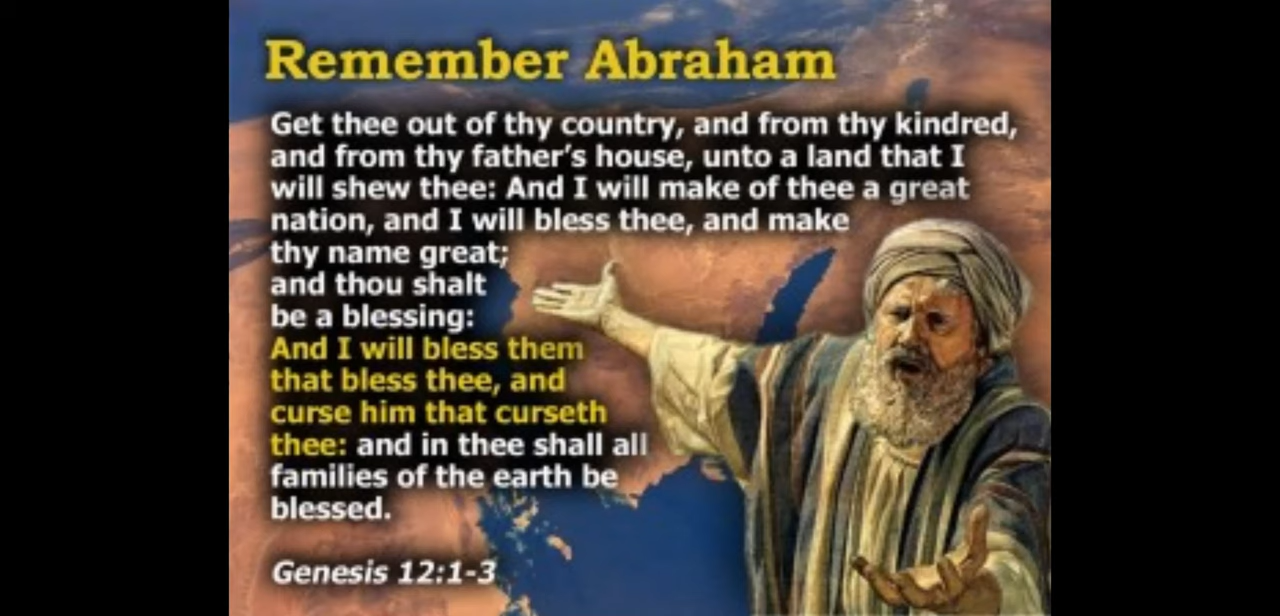 Remember Abraham
Get thee out of thy country, and from thy kindred,
and from thy father's house, unto a land that I
will shew thee: And I will make of thee a great
nation, and I will bless thee, and make
thy name great;
and thou shalt
be a blessing:
And I will bless them
that bless thee, and
curse him that curseth
thee: and in thee shall all
families of the earth be
blessed.
Genesis 12:1-3